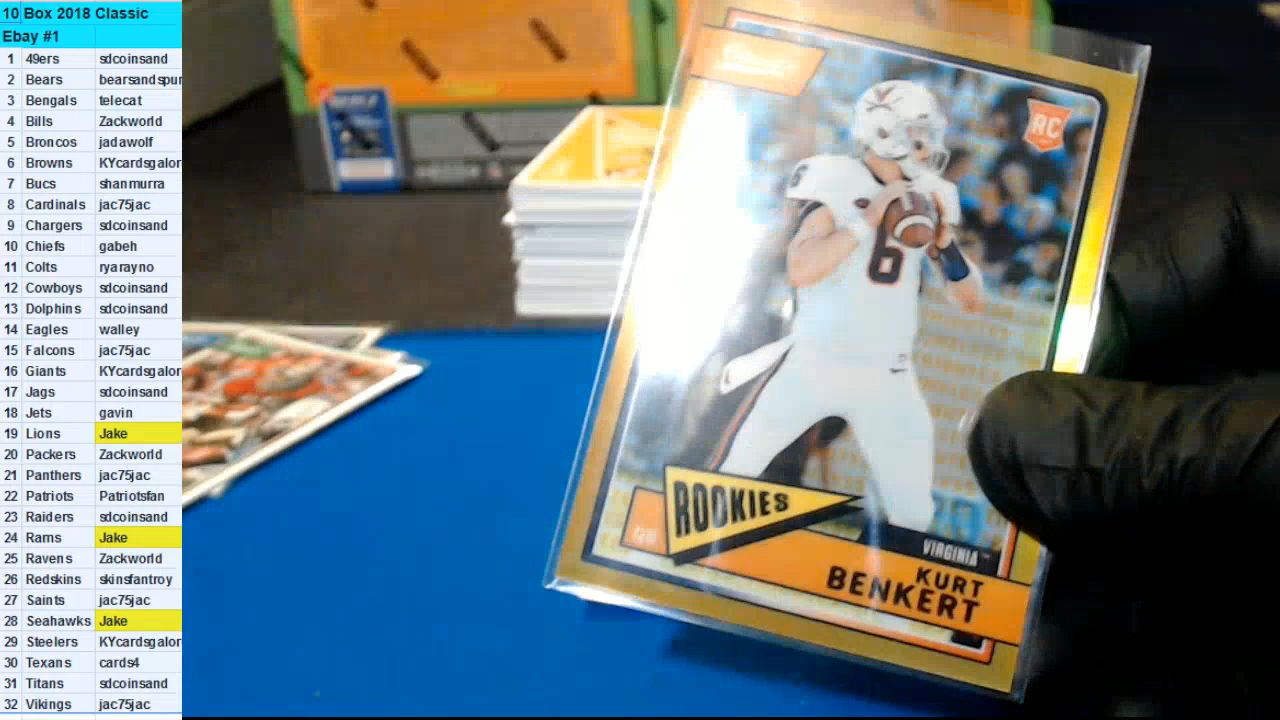 10 Box 2018 Classic
Ebay #1
1 49ers sdcoinsand
2 Bears bearsandspur
3 Bengals telecat
4 Bills Zackworld
5 Broncos jadawolf
6 Browns KYcardsgalor
7 Bucs shanmurra
8 Cardinals jac75jac
9 Chargers sdcoinsand
10 Chiefs gabeh
11 Colts ryarayno
12 Cowboys sdcoinsand
13 Dolphins sdcoinsand
14 Eagles walley
15 Falcons jac75jac
16 Giants KYcardsgalor
17 Jags sdcoinsand
18 Jets gavin
19 Lions Jake
20 Packers Zackworld
21 Panthers jac75jac
22 Patriots Patriotsfan
23 Raiders sdcoinsand
24 Rams Jake
25 Ravens Zackworld
26 Redskins skinsfantroy
27 Saints jac75jac
28 Seahawks Jake
29 Steelers KYcardsgalor
30 Texans cards4
31 Titans sdcoinsand
32 Vikings jac75jac
RC
6
6
ROOKIES
QB
VIRGINIA
KURT
BENKERT